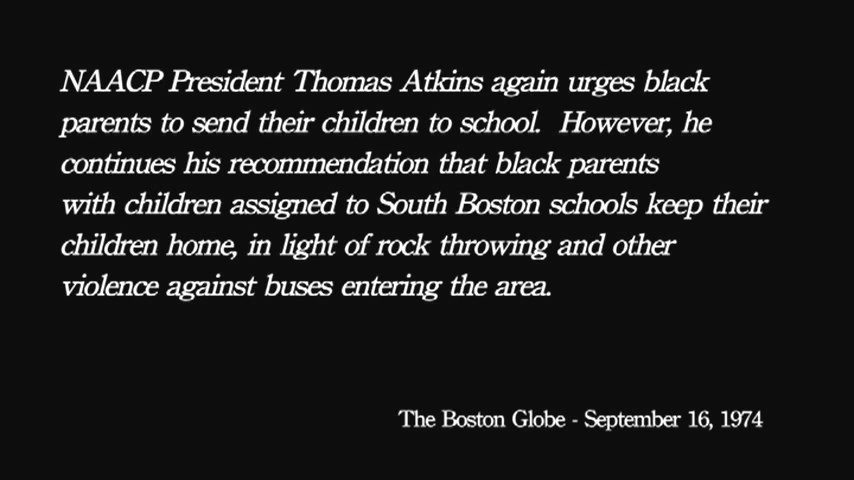 NAACP President Thomas Atkins again urges black
parents to send their children to school.  However, he
continues his recommendation that black parents
with children assigned to South Boston schools keep their
children home, in light of rock throwing and other
violence against buses entering the area.
The Boston Globe - September 16, 1974